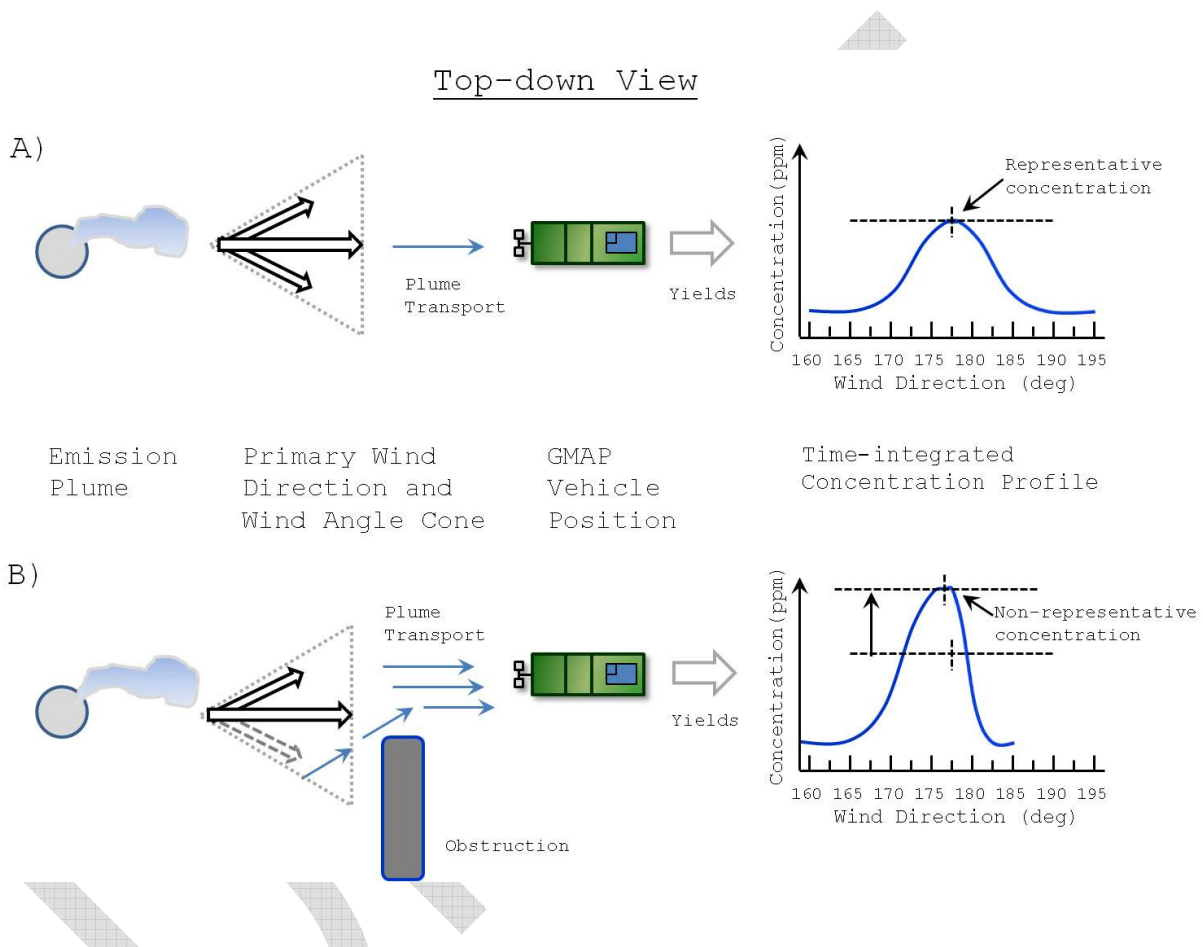 Top-down View
A)
Concentration(ppm)
Representative
concentration
Plume
Transport
Yields
160 165 170 175 180 185 190 195
Wind Direction (deg)
Emission
Plume
Primary Wind
Direction and
Wind Angle Cone
GMAP
Vehicle
Position
Time-integrated
Concentration Profile
B)
Concentration(ppm)
Plume
Transport
Non-representative
concentration
Yields
160 165 170 175 180 185 190 195
Wind Direction (deg)
Obstruction